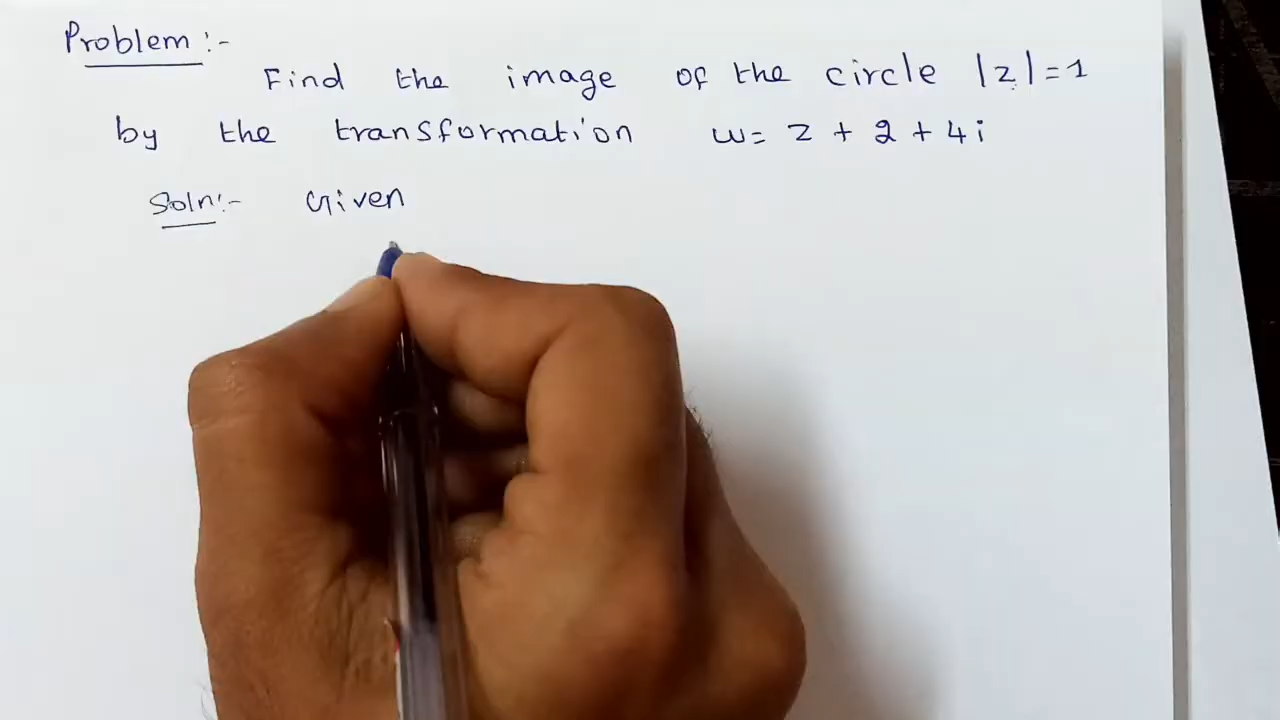 Problem :-
Find the image of the circle |z|=1
by the transformation w= z + 2 + 4i
Soln:- Given